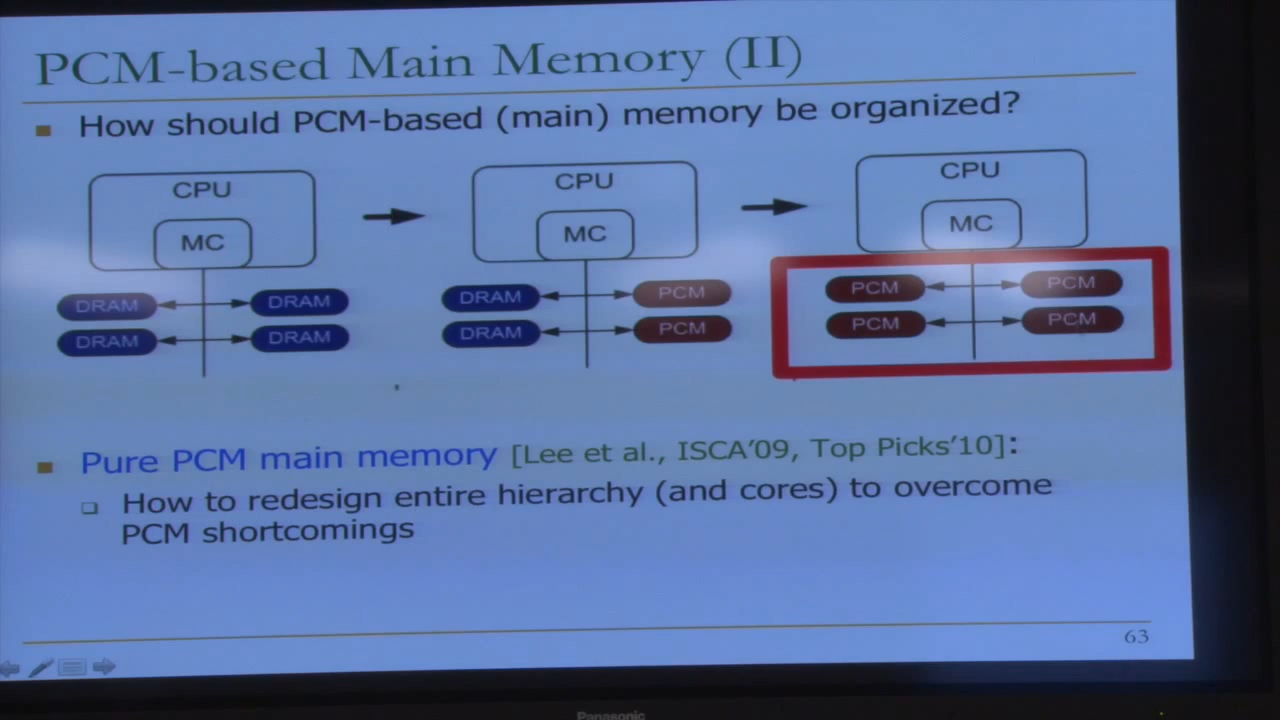 PCM-based Main Memory (II)
How should PCM-based (main) memory be organized?
CPU
CPU
CPU
MC
MC
MC
DRAM
DRAM
DRAM
PCM
PCM
PCM
DRAM
DRAM
DRAM
PCM
PCM
PCM
Pure PCM main memory [Lee et al., ISCA'09, Top Picks'10]:
How to redesign entire hierarchy (and cores) to overcome
PCM shortcomings
63
Panasonic